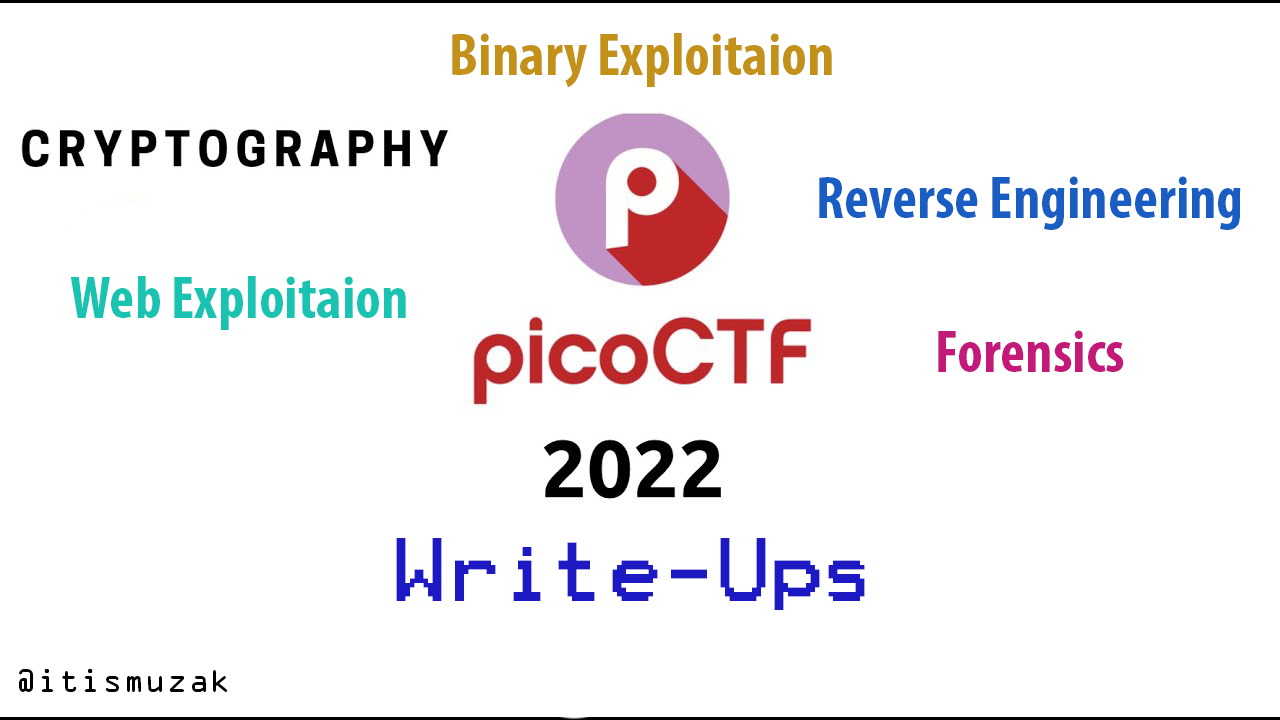 Binary Exploitaion
CRYPTOGRAPHY
Reverse Engineering
Web Exploitaion
picoCTF
Forensics
2022
Write-Ups
@itismuzak